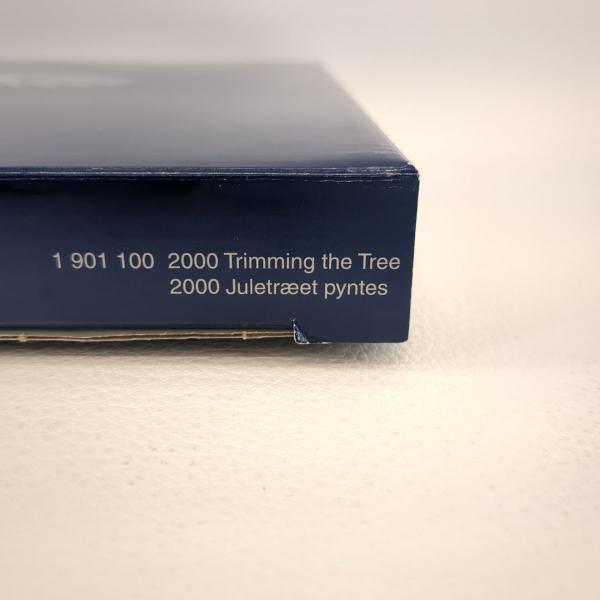 1 901 100 2000 Trimming the Tree
2000 Juletræet pyntes